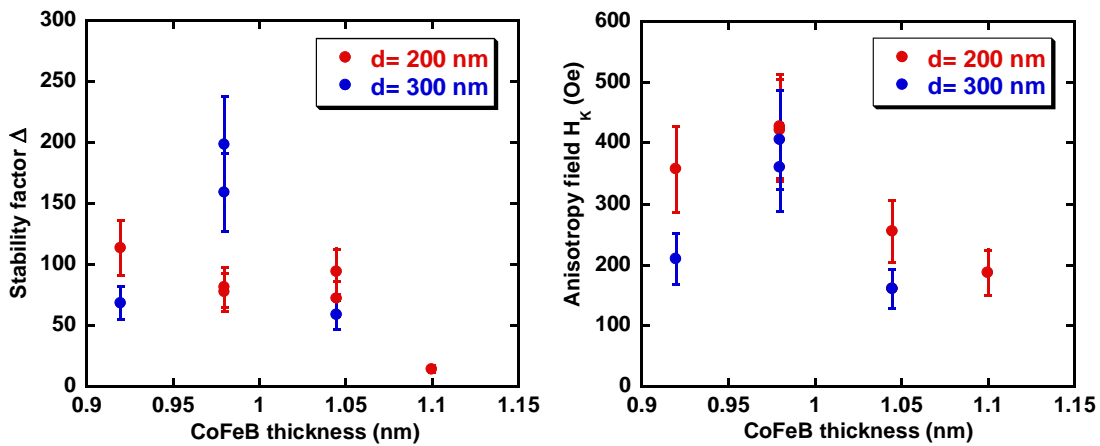 300
250
200
150
100
50
0
Stability factor Δ
d= 200 nm
d= 300 nm
0.9 0.95 1 1.05 1.1 1.15
CoFeB thickness (nm)
600
500
400
300
200
100
0
Anisotropy field H_K (Oe)
d= 200 nm
d= 300 nm
0.9 0.95 1 1.05 1.1 1.15
CoFeB thickness (nm)